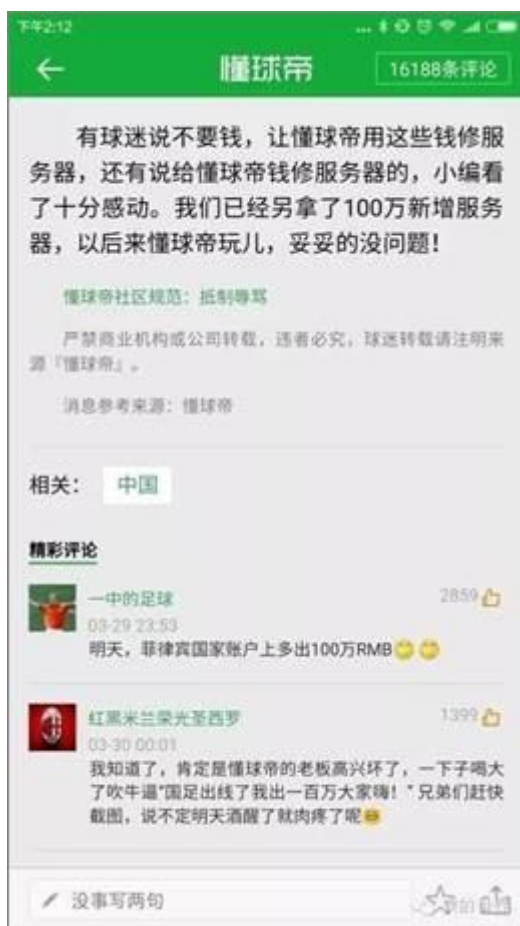 下午2:12
...
懂球帝
16188条评论
有球迷说不要钱，让懂球帝用这些钱修服
务器，还有说给懂球帝钱修服务器的，小编看
了十分感动。我们已经另拿了100万新增服务
器，以后来懂球帝玩儿，妥妥的没问题！
懂球帝社区规范：抵制辱骂
严禁商业机构或公司转载，违者必究，球迷转载请注明来
源『懂球帝』。
消息参考来源：懂球帝
相关：
中国
精彩评论
一中的足球
2859
03-29 23:53
明天，菲律宾国家账户上多出100万RMB🙄🙄
红黑米兰荣光圣西罗
1399
03-30 00:01
我知道了，肯定是懂球帝的老板高兴坏了，一下子喝大
了吹牛逼"国足出线了我出一百万大家嗨！"兄弟们赶快
截图，说不定明天酒醒了就肉疼了呢
没事写两句